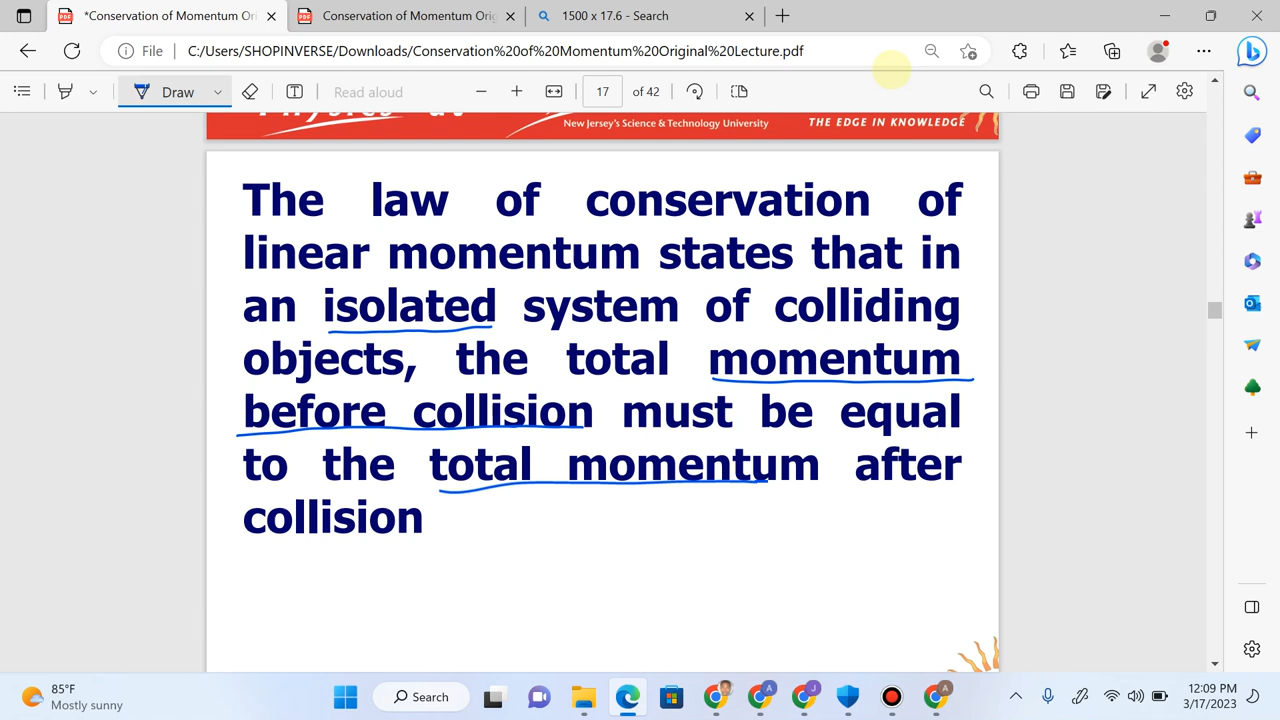 *Conservation of Momentum Ori
Conservation of Momentum Orig
1500 x 17.6 - Search
File
C:/Users/SHOPINVERSE/Downloads/Conservation%20of%20Momentum%20Original%20Lecture.pdf
Draw
Read aloud
17
of 42
New Jersey's Science & Technology University
THE EDGE IN KNOWLEDGE
The law of conservation of
linear momentum states that in
an isolated system of colliding
objects, the total momentum
before collision must be equal
to the total momentum after
collision
85°F
Mostly sunny
Search
12:09 PM
3/17/2023